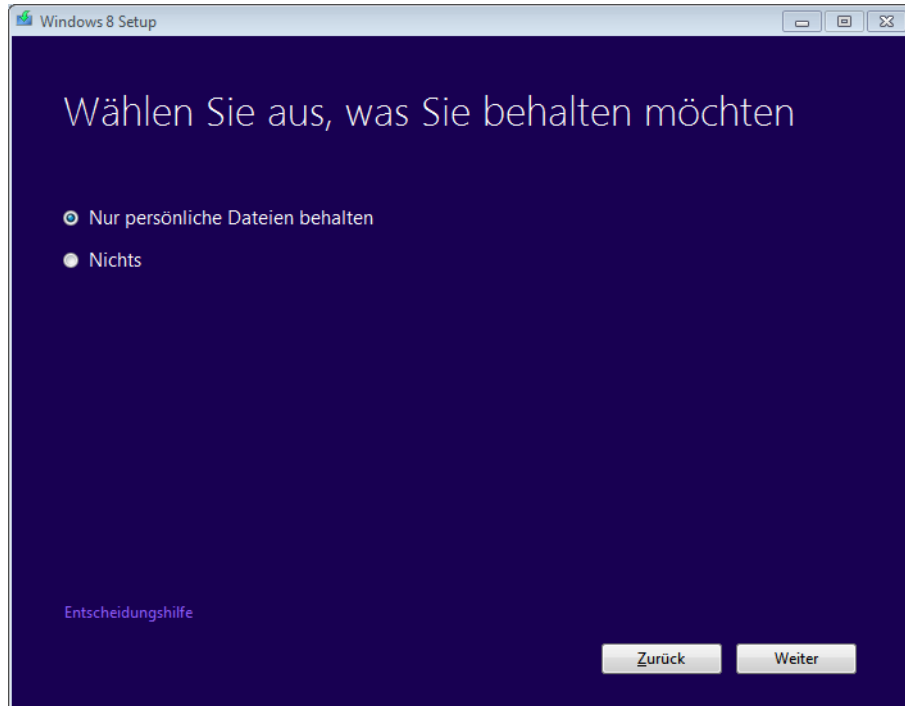 Windows 8 Setup
Wählen Sie aus, was Sie behalten möchten
Nur persönliche Dateien behalten
Nichts
Entscheidungshilfe
Zurück Weiter